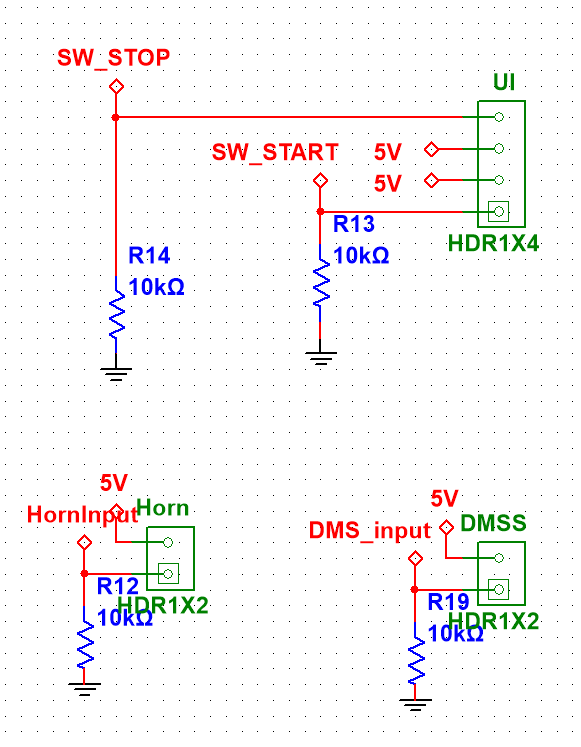 SW_STOP
UI
SW_START
5V
5V
R13
10kΩ
HDR1X4
R14
10kΩ
5V
Horn
HornInput
R12
10kΩ
HDR1X2
5V
DMSS
DMS_input
R19
10kΩ
HDR1X2